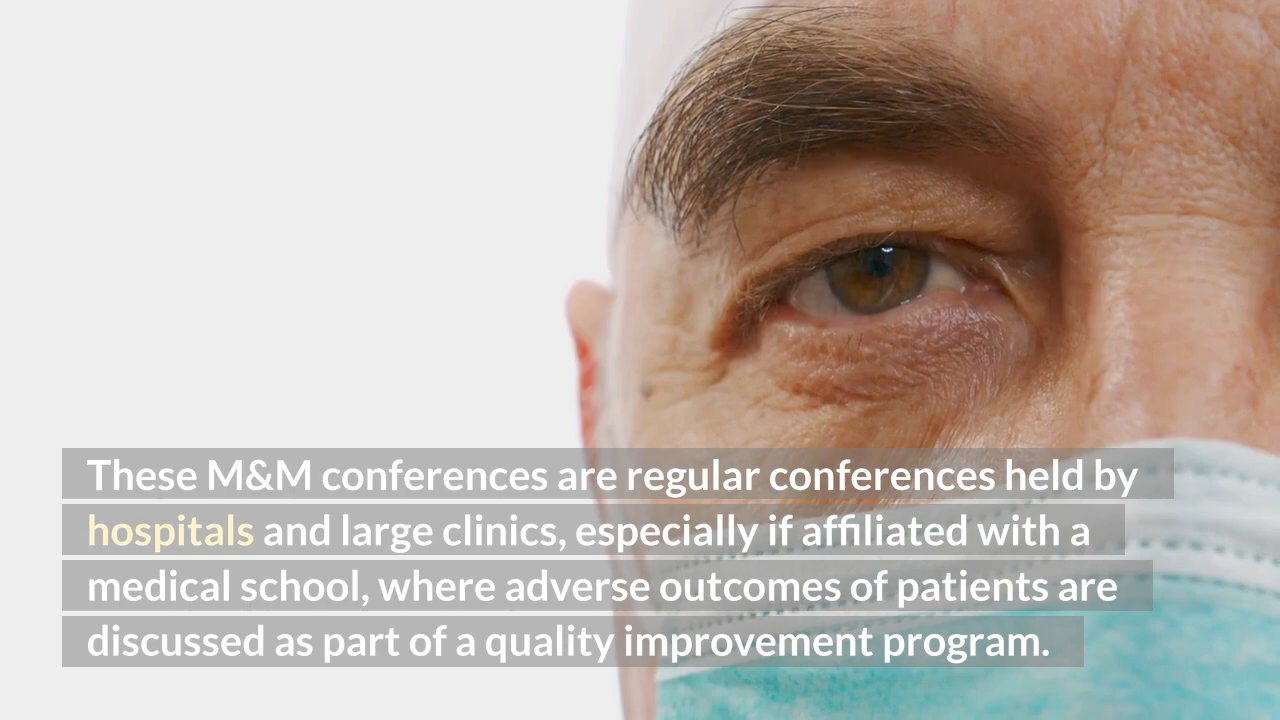 These M&M conferences are regular conferences held by
hospitals and large clinics, especially if affiliated with a
medical school, where adverse outcomes of patients are
discussed as part of a quality improvement program.